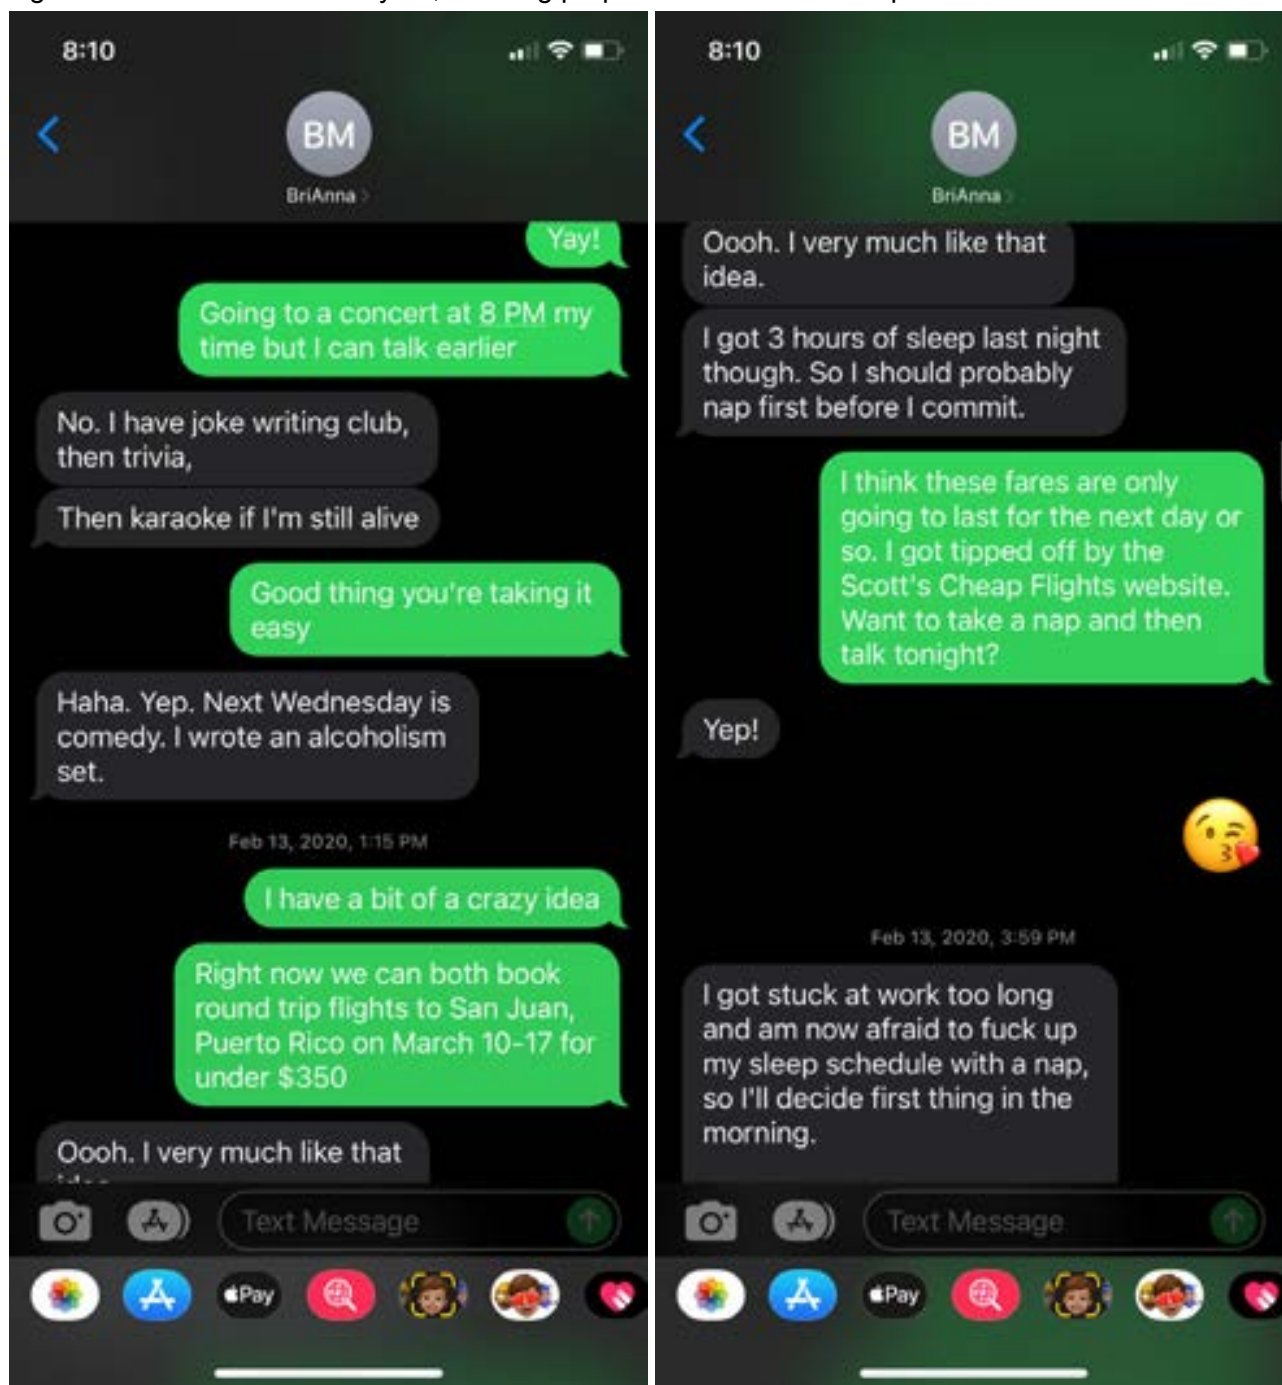 8:10
BM
BriAnna
Yay!
Going to a concert at 8 PM my
time but I can talk earlier
No. I have joke writing club,
then trivia,
Then karaoke if I'm still alive
Good thing you're taking it
easy
Haha. Yep. Next Wednesday is
comedy. I wrote an alcoholism
set.
Feb 13, 2020, 1:15 PM
I have a bit of a crazy idea
Right now we can both book
round trip flights to San Juan,
Puerto Rico on March 10-17 for
under $350
Oooh. I very much like that
Text Message
Pay
8:10
BM
BriAnna
Oooh. I very much like that
idea.
I got 3 hours of sleep last night
though. So I should probably
nap first before I commit.
I think these fares are only
going to last for the next day or
so. I got tipped off by the
Scott's Cheap Flights website.
Want to take a nap and then
talk tonight?
Yep!
Feb 13, 2020, 3:59 PM
I got stuck at work too long
and am now afraid to fuck up
my sleep schedule with a nap,
so I'll decide first thing in the
morning.
Text Message
Pay